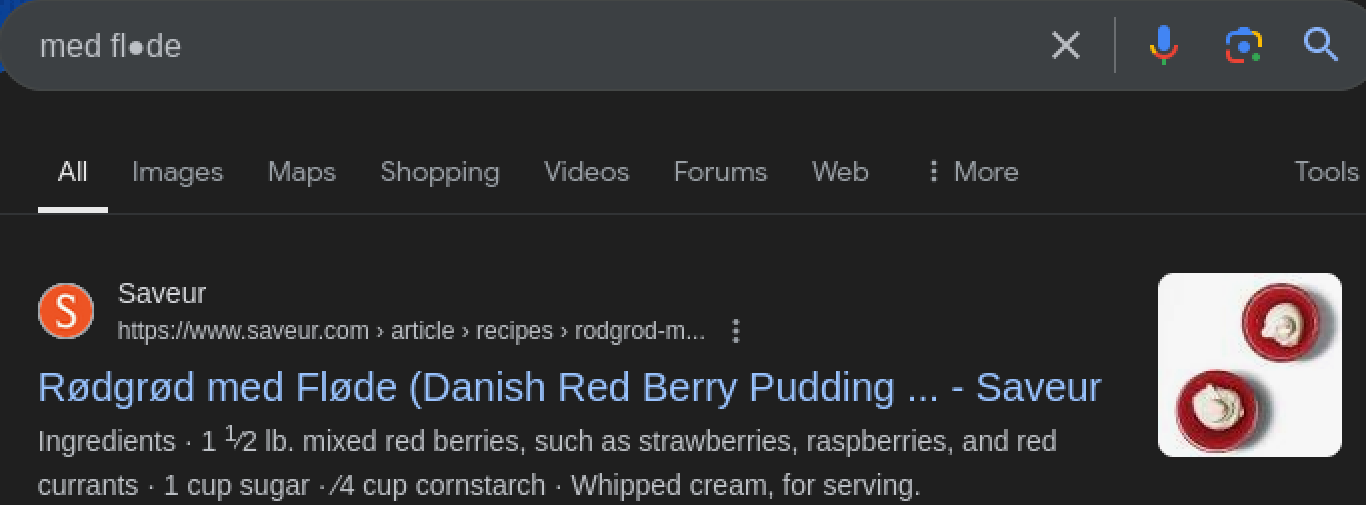 med fl●de
All Images Maps Shopping Videos Forums Web More Tools
Saveur
https://www.saveur.com › article › recipes › rodgrod-m...
Rødgrød med Fløde (Danish Red Berry Pudding ... - Saveur
Ingredients · 1 1⁄2 lb. mixed red berries, such as strawberries, raspberries, and red
currants · 1 cup sugar · ⁄4 cup cornstarch · Whipped cream, for serving.